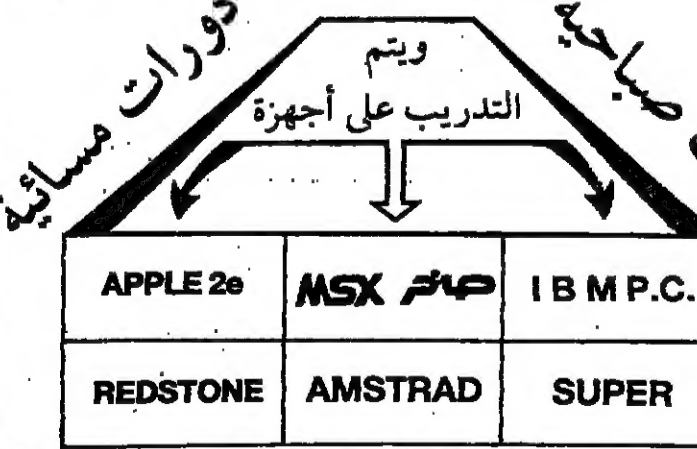 دورات مسائية
صباحية
ويتم
التدريب على أجهزة
APPLE 2e
MSX صخر
I B M P.C.
REDSTONE
AMSTRAD
SUPER